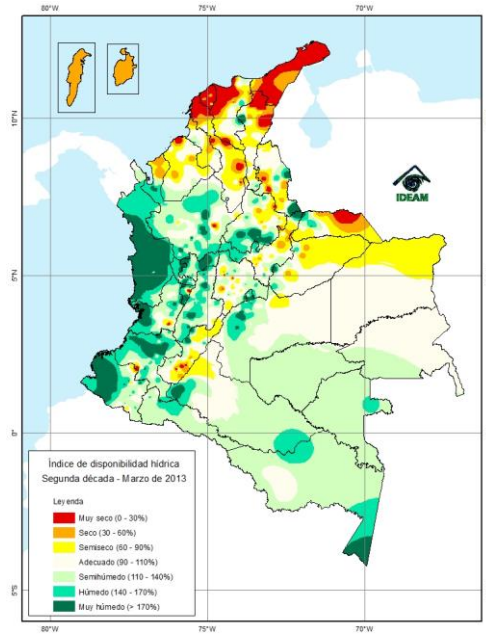 80°W
75°W
70°W
10°N
5°N
0°
5°S
IDEAM
Índice de disponibilidad hídrica
Segunda década - Marzo de 2013
Leyenda
Muy seco (0 - 30%)
Seco (30 - 60%)
Semiseco (60 - 90%)
Adecuado (90 - 110%)
Semihúmedo (110 - 140%)
Húmedo (140 - 170%)
Muy húmedo (> 170%)
80°W
75°W
70°W